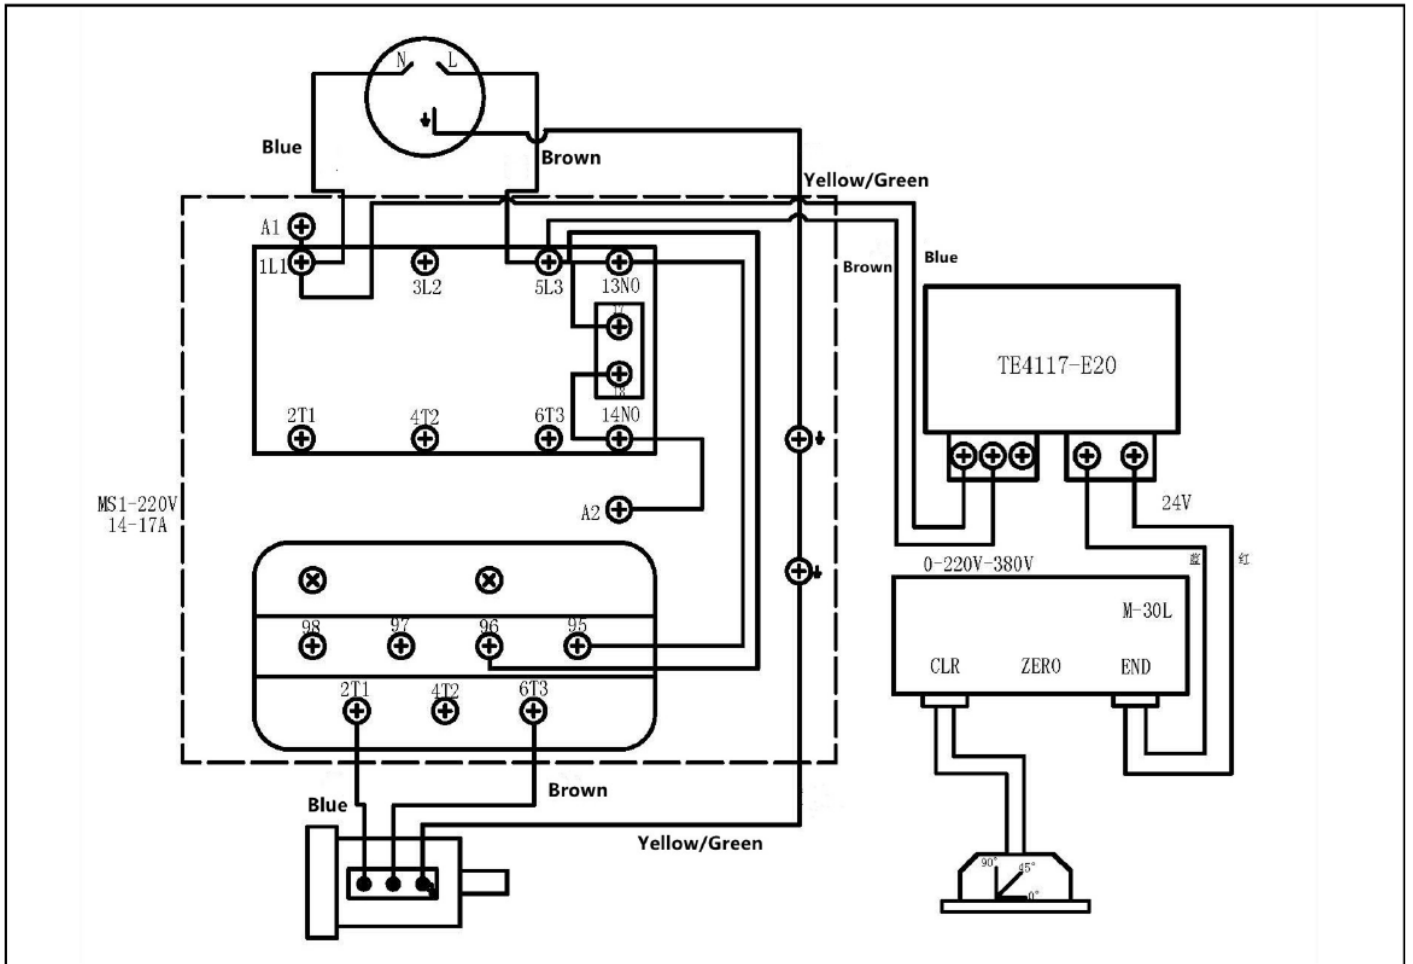 N L
Blue
Brown
Yellow/Green
A1
1L1
3L2
5L3
13NO
17
18
2T1
4T2
6T3
14NO
Brown
Blue
TE4117-E20
MS1-220V
14-17A
A2
24V
0-220V-380V
蓝
红
M-30L
98
97
96
95
CLR
ZERO
END
2T1
4T2
6T3
Blue
Brown
Yellow/Green
90°
45°
0°